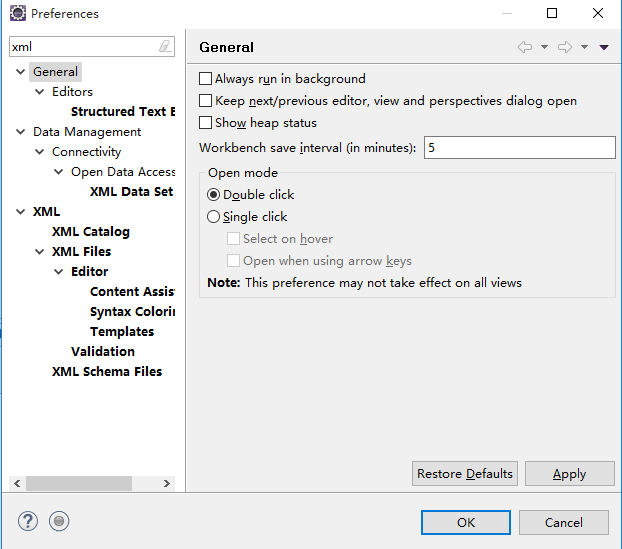 Preferences
xml
General
Editors
Structured Text E
Data Management
Connectivity
Open Data Access
XML Data Set
XML
XML Catalog
XML Files
Editor
Content Assis
Syntax Colorin
Templates
Validation
XML Schema Files
General
Always run in background
Keep next/previous editor, view and perspectives dialog open
Show heap status
Workbench save interval (in minutes): 5
Open mode
Double click
Single click
Select on hover
Open when using arrow keys
Note: This preference may not take effect on all views
Restore Defaults Apply
? OK Cancel